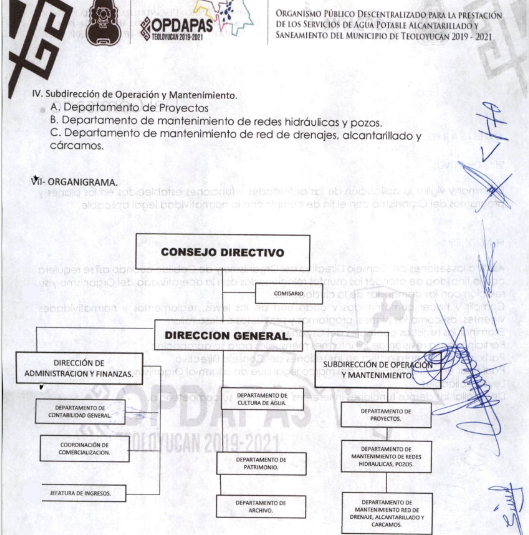 OPDAPAS
TEOLOYUCAN 2019-2021
ORGANISMO PÚBLICO DESCENTRALIZADO PARA LA PRESTACIÓN
DE LOS SERVICIOS DE AGUA POTABLE ALCANTARILLADO Y
SANEAMIENTO DEL MUNICIPIO DE TEOLOYUCAN 2019 - 2021
IV. Subdirección de Operación y Mantenimiento.
A. Departamento de Proyectos
B. Departamento de mantenimiento de redes hidráulicas y pozos.
C. Departamento de mantenimiento de red de drenajes, alcantarillado y
cárcamos.
VII- ORGANIGRAMA.
CONSEJO DIRECTIVO
COMISARIO
DIRECCION GENERAL.
DIRECCIÓN DE
ADMINISTRACION Y FINANZAS.
SUBDIRECCIÓN DE OPERACIÓN
Y MANTENIMIENTO
DEPARTAMENTO DE
CONTABILIDAD GENERAL.
DEPARTAMENTO DE
CULTURA DE AGUA.
DEPARTAMENTO DE
PROYECTOS.
COORDINACIÓN DE
COMERCIALIZACION.
DEPARTAMENTO DE
PATRIMONIO.
DEPARTAMENTO DE
MANTENIMIENTO DE REDES
HIDRAULICAS, POZOS
JEFATURA DE INGRESOS.
DEPARTAMENTO DE
ARCHIVO.
DEPARTAMENTO DE
MANTENIMIENTO RED DE
DRENAJE, ALCANTARILLADO Y
CARCAMOS.
OPDAPAS
TEOLOYUCAN 2019-2021